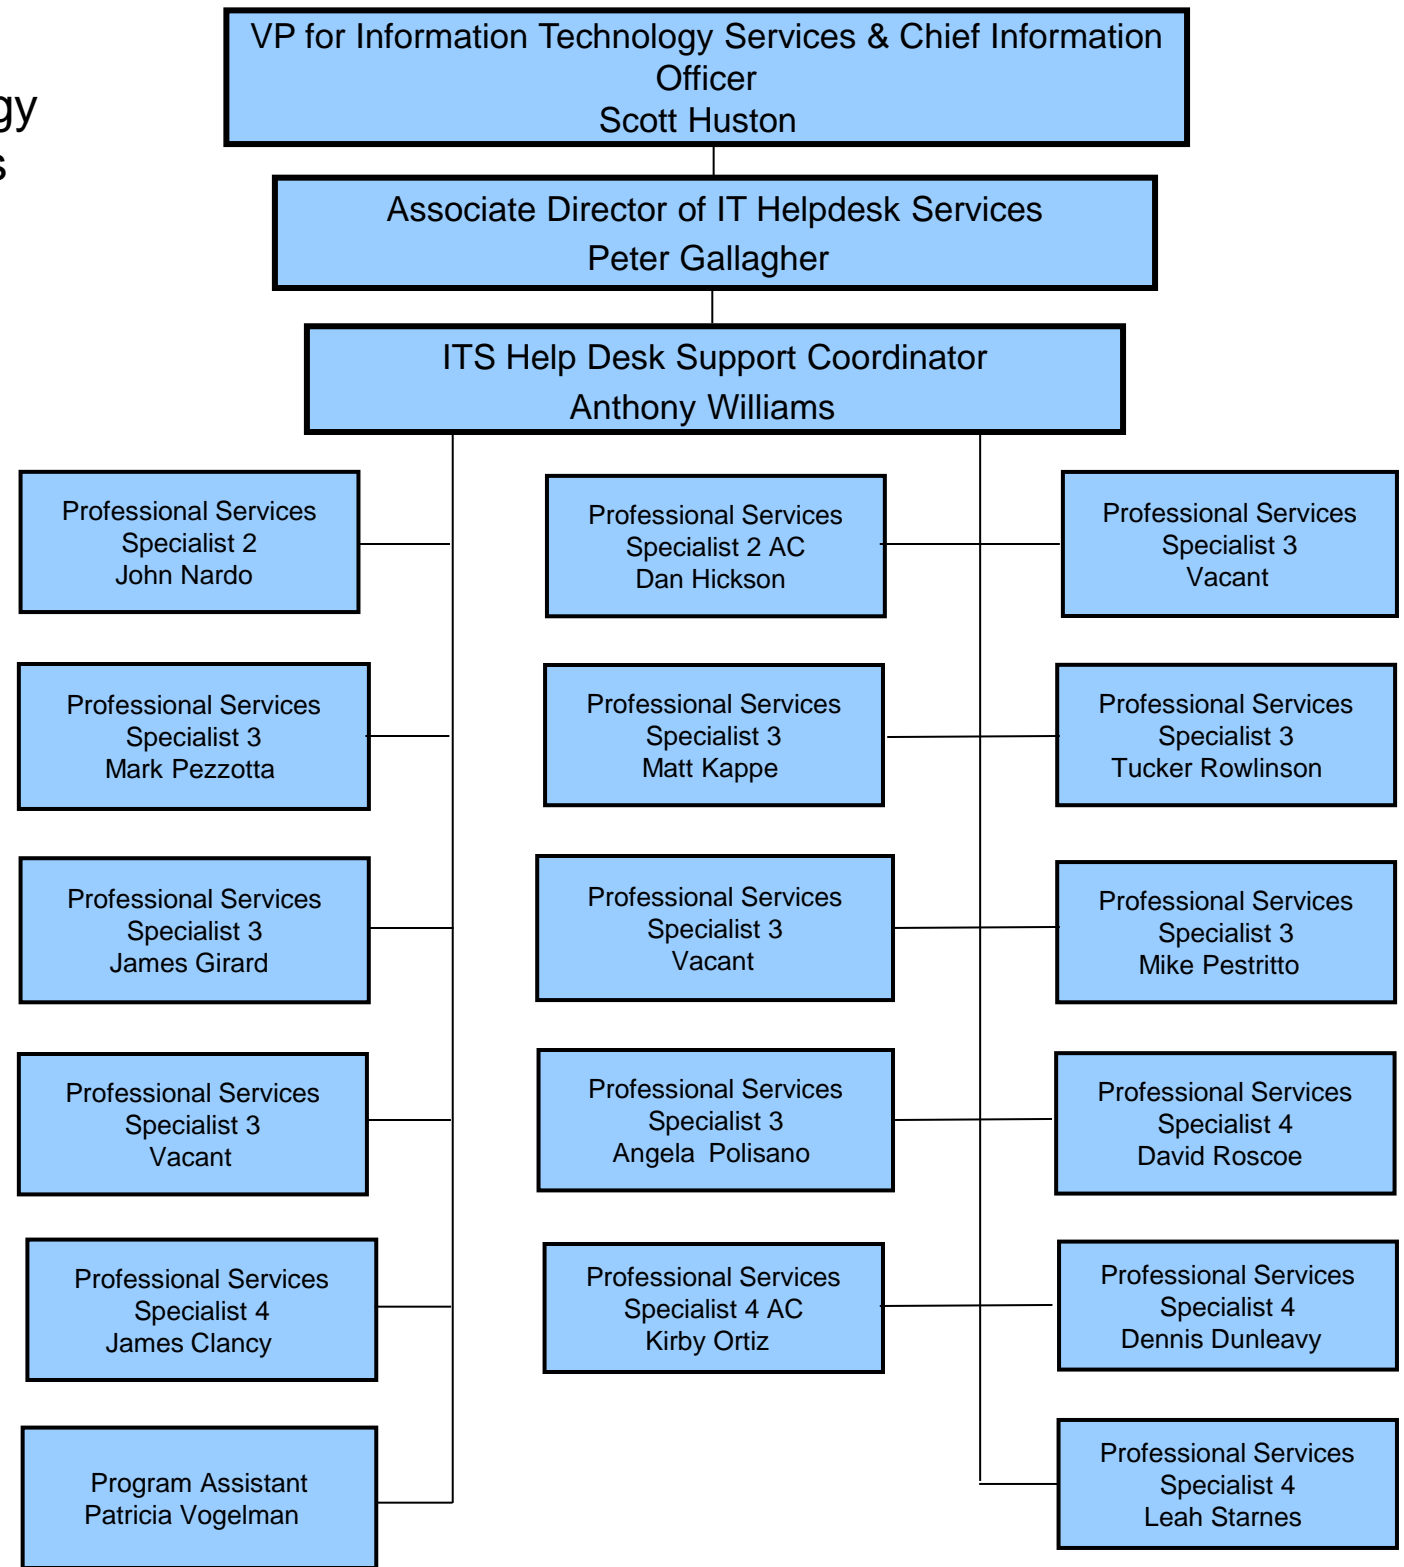 VP for Information Technology Services & Chief Information
Officer
Scott Huston
Associate Director of IT Helpdesk Services
Peter Gallagher
ITS Help Desk Support Coordinator
Anthony Williams
Professional Services
Specialist 2
John Nardo
Professional Services
Specialist 2 AC
Dan Hickson
Professional Services
Specialist 3
Vacant
Professional Services
Specialist 3
Mark Pezzotta
Professional Services
Specialist 3
Matt Kappe
Professional Services
Specialist 3
Tucker Rowlinson
Professional Services
Specialist 3
James Girard
Professional Services
Specialist 3
Vacant
Professional Services
Specialist 3
Mike Pestritto
Professional Services
Specialist 3
Vacant
Professional Services
Specialist 3
Angela Polisano
Professional Services
Specialist 4
David Roscoe
Professional Services
Specialist 4
James Clancy
Professional Services
Specialist 4 AC
Kirby Ortiz
Professional Services
Specialist 4
Dennis Dunleavy
Program Assistant
Patricia Vogelman
Professional Services
Specialist 4
Leah Starnes